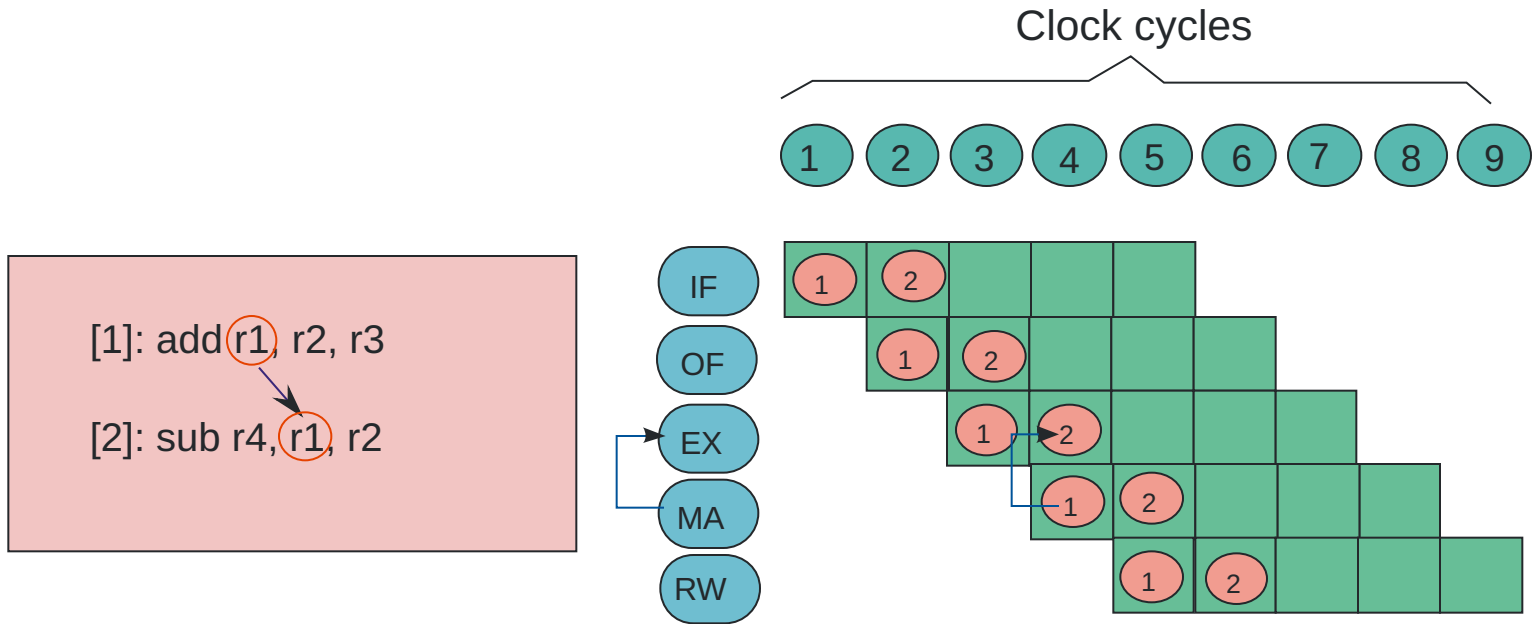 Clock cycles
1 2 3 4 5 6 7 8 9
IF 1 2
[1]: add r1, r2, r3
OF 1 2
[2]: sub r4, r1, r2
EX 1 2
MA 1 2
RW 1 2